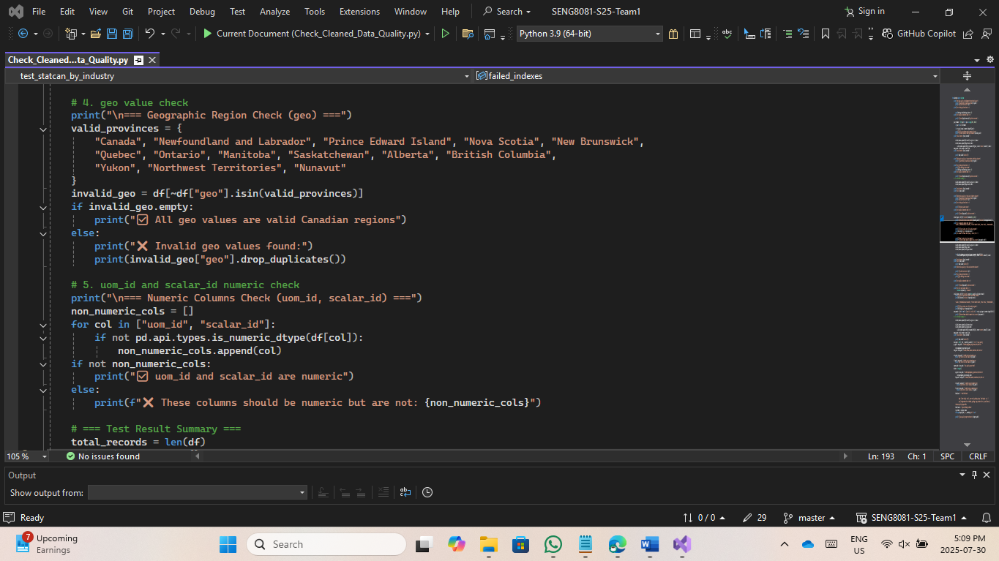 File Edit View Git Project Debug Test Analyze Tools Extensions Window Help Search SENG8081-S25-Team1 Sign in
Current Document (Check_Cleaned_Data_Quality.py) Python 3.9 (64-bit) abc GitHub Copilot
Check_Cleaned...ta_Quality.py
test_statcan_by_industry failed_indexes
# 4. geo value check
print("\n=== Geographic Region Check (geo) ===")
valid_provinces = {
"Canada", "Newfoundland and Labrador", "Prince Edward Island", "Nova Scotia", "New Brunswick",
"Quebec", "Ontario", "Manitoba", "Saskatchewan", "Alberta", "British Columbia",
"Yukon", "Northwest Territories", "Nunavut"
}
invalid_geo = df[~df["geo"].isin(valid_provinces)]
if invalid_geo.empty:
print("☑ All geo values are valid Canadian regions")
else:
print("❌ Invalid geo values found:")
print(invalid_geo["geo"].drop_duplicates())
# 5. uom_id and scalar_id numeric check
print("\n=== Numeric Columns Check (uom_id, scalar_id) ===")
non_numeric_cols = []
for col in ["uom_id", "scalar_id"]:
if not pd.api.types.is_numeric_dtype(df[col]):
non_numeric_cols.append(col)
if not non_numeric_cols:
print("☑ uom_id and scalar_id are numeric")
else:
print(f"❌ These columns should be numeric but are not: {non_numeric_cols}")
# === Test Result Summary ===
total_records = len(df)
105 % No issues found Ln: 193 Ch: 1 SPC CRLF
Output
Show output from:
Ready 0 / 0 29 master SENG8081-S25-Team1
7 Upcoming
Earnings
Search
ENG
US
5:09 PM
2025-07-30